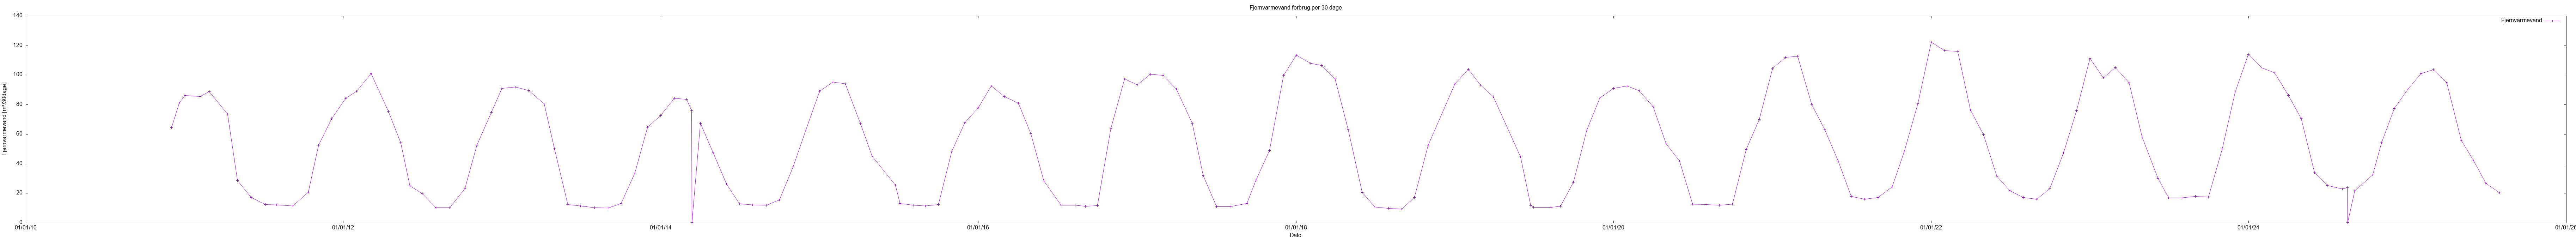 Fjernvarmevand forbrug per 30 dage
Fjernvarmevand
140
120
100
80
60
40
20
0
Fjernvarmevand [m³/30dage]
01/01/10 01/01/12 01/01/14 01/01/16 01/01/18 01/01/20 01/01/22 01/01/24 01/01/26
Dato